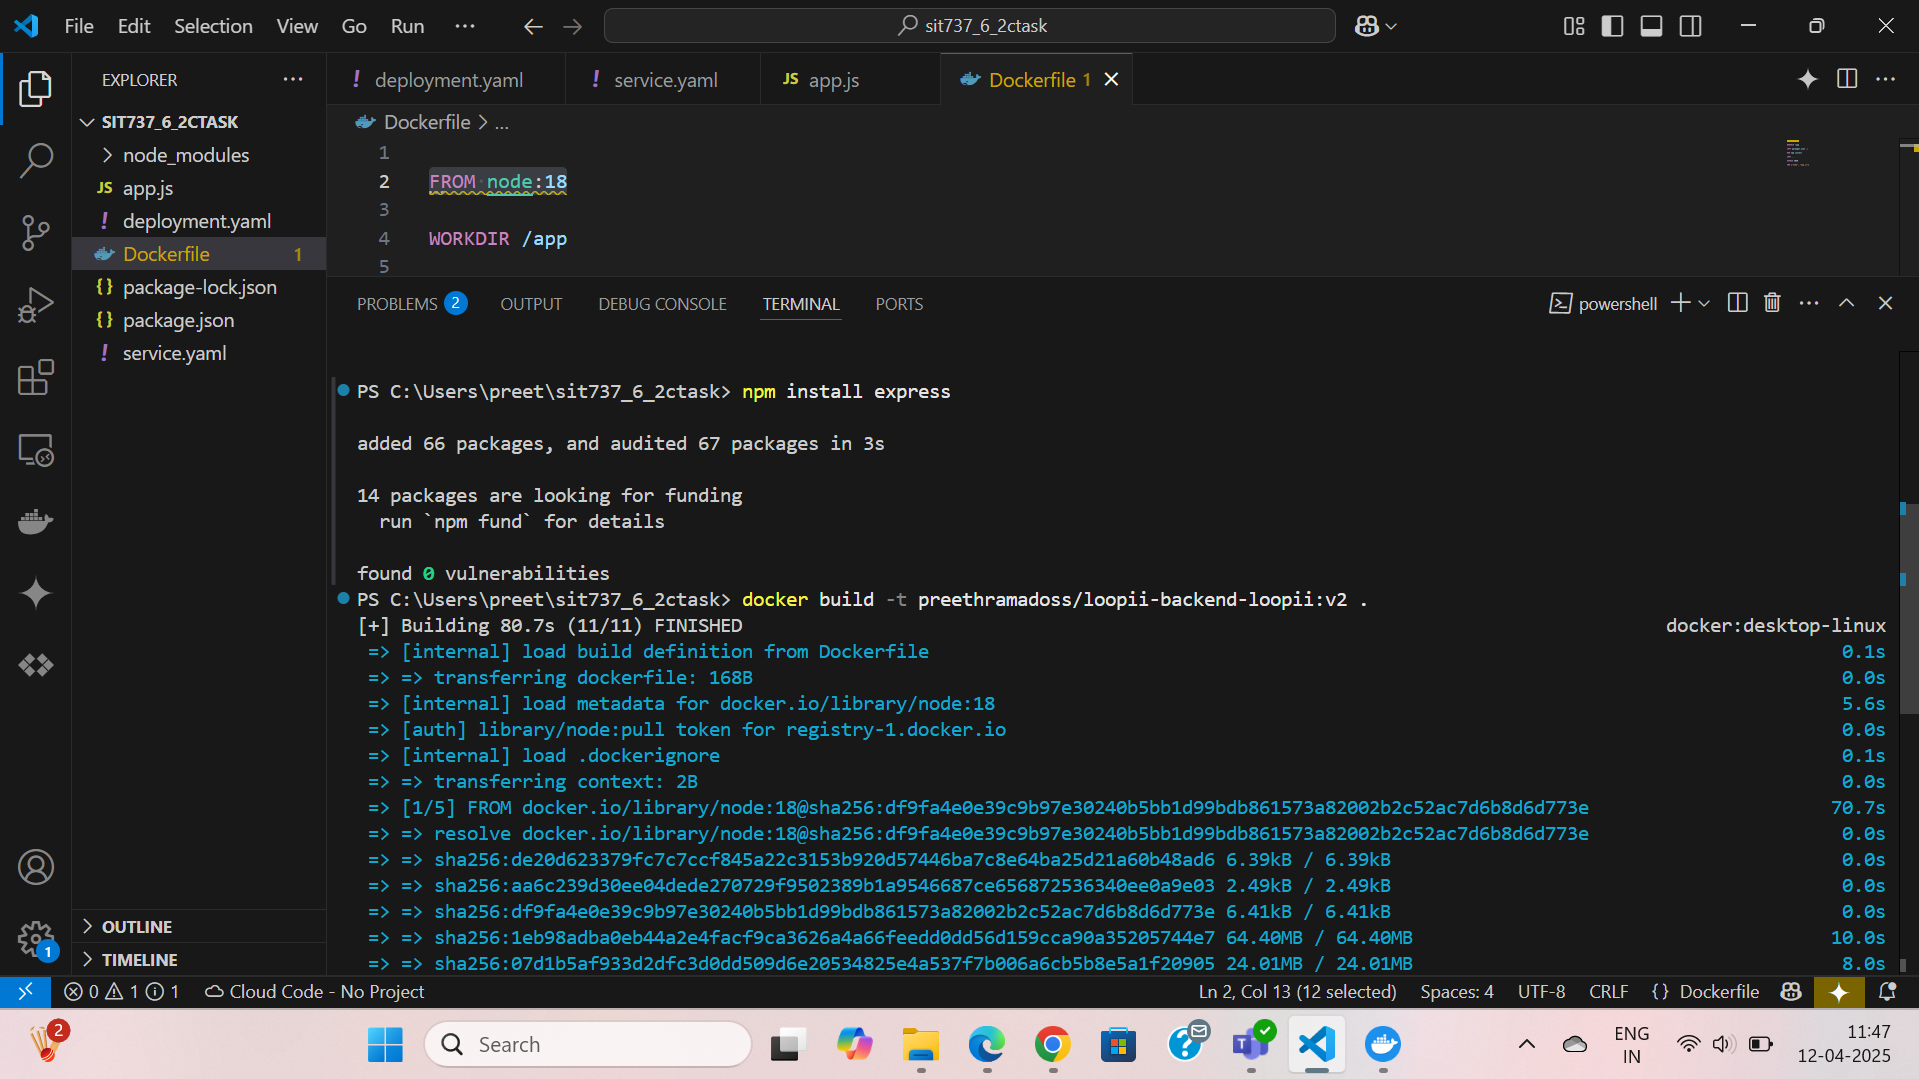 File Edit Selection View Go Run ··· sit737_6_2ctask
EXPLORER ···
SIT737_6_2CTASK
node_modules
JS app.js
! deployment.yaml
Dockerfile 1
{} package-lock.json
{} package.json
! service.yaml
OUTLINE
TIMELINE
! deployment.yaml ! service.yaml JS app.js Dockerfile 1
Dockerfile > ...
1
2 FROM node:18
3
4 WORKDIR /app
5
PROBLEMS 2 OUTPUT DEBUG CONSOLE TERMINAL PORTS powershell
PS C:\Users\preet\sit737_6_2ctask> npm install express
added 66 packages, and audited 67 packages in 3s
14 packages are looking for funding
run `npm fund` for details
found 0 vulnerabilities
PS C:\Users\preet\sit737_6_2ctask> docker build -t preethramadoss/loopii-backend-loopii:v2 .
[+] Building 80.7s (11/11) FINISHED docker:desktop-linux
=> [internal] load build definition from Dockerfile 0.1s
=> => transferring dockerfile: 168B 0.0s
=> [internal] load metadata for docker.io/library/node:18 5.6s
=> [auth] library/node:pull token for registry-1.docker.io 0.0s
=> [internal] load .dockerignore 0.1s
=> => transferring context: 2B 0.0s
=> [1/5] FROM docker.io/library/node:18@sha256:df9fa4e0e39c9b97e30240b5bb1d99bdb861573a82002b2c52ac7d6b8d6d773e 70.7s
=> => resolve docker.io/library/node:18@sha256:df9fa4e0e39c9b97e30240b5bb1d99bdb861573a82002b2c52ac7d6b8d6d773e 0.0s
=> => sha256:de20d623379fc7c7ccf845a22c3153b920d57446ba7c8e64ba25d21a60b48ad6 6.39kB / 6.39kB 0.0s
=> => sha256:aa6c239d30ee04dede270729f9502389b1a9546687ce656872536340ee0a9e03 2.49kB / 2.49kB 0.0s
=> => sha256:df9fa4e0e39c9b97e30240b5bb1d99bdb861573a82002b2c52ac7d6b8d6d773e 6.41kB / 6.41kB 0.0s
=> => sha256:1eb98adba0eb44a2e4facf9ca3626a4a66feedd0dd56d159cca90a35205744e7 64.40MB / 64.40MB 10.0s
=> => sha256:07d1b5af933d2dfc3d0dd509d6e20534825e4a537f7b006a6cb5b8e5a1f20905 24.01MB / 24.01MB 8.0s
1
0 1 1 Cloud Code - No Project Ln 2, Col 13 (12 selected) Spaces: 4 UTF-8 CRLF {} Dockerfile
2 Search ENG 11:47
IN 12-04-2025